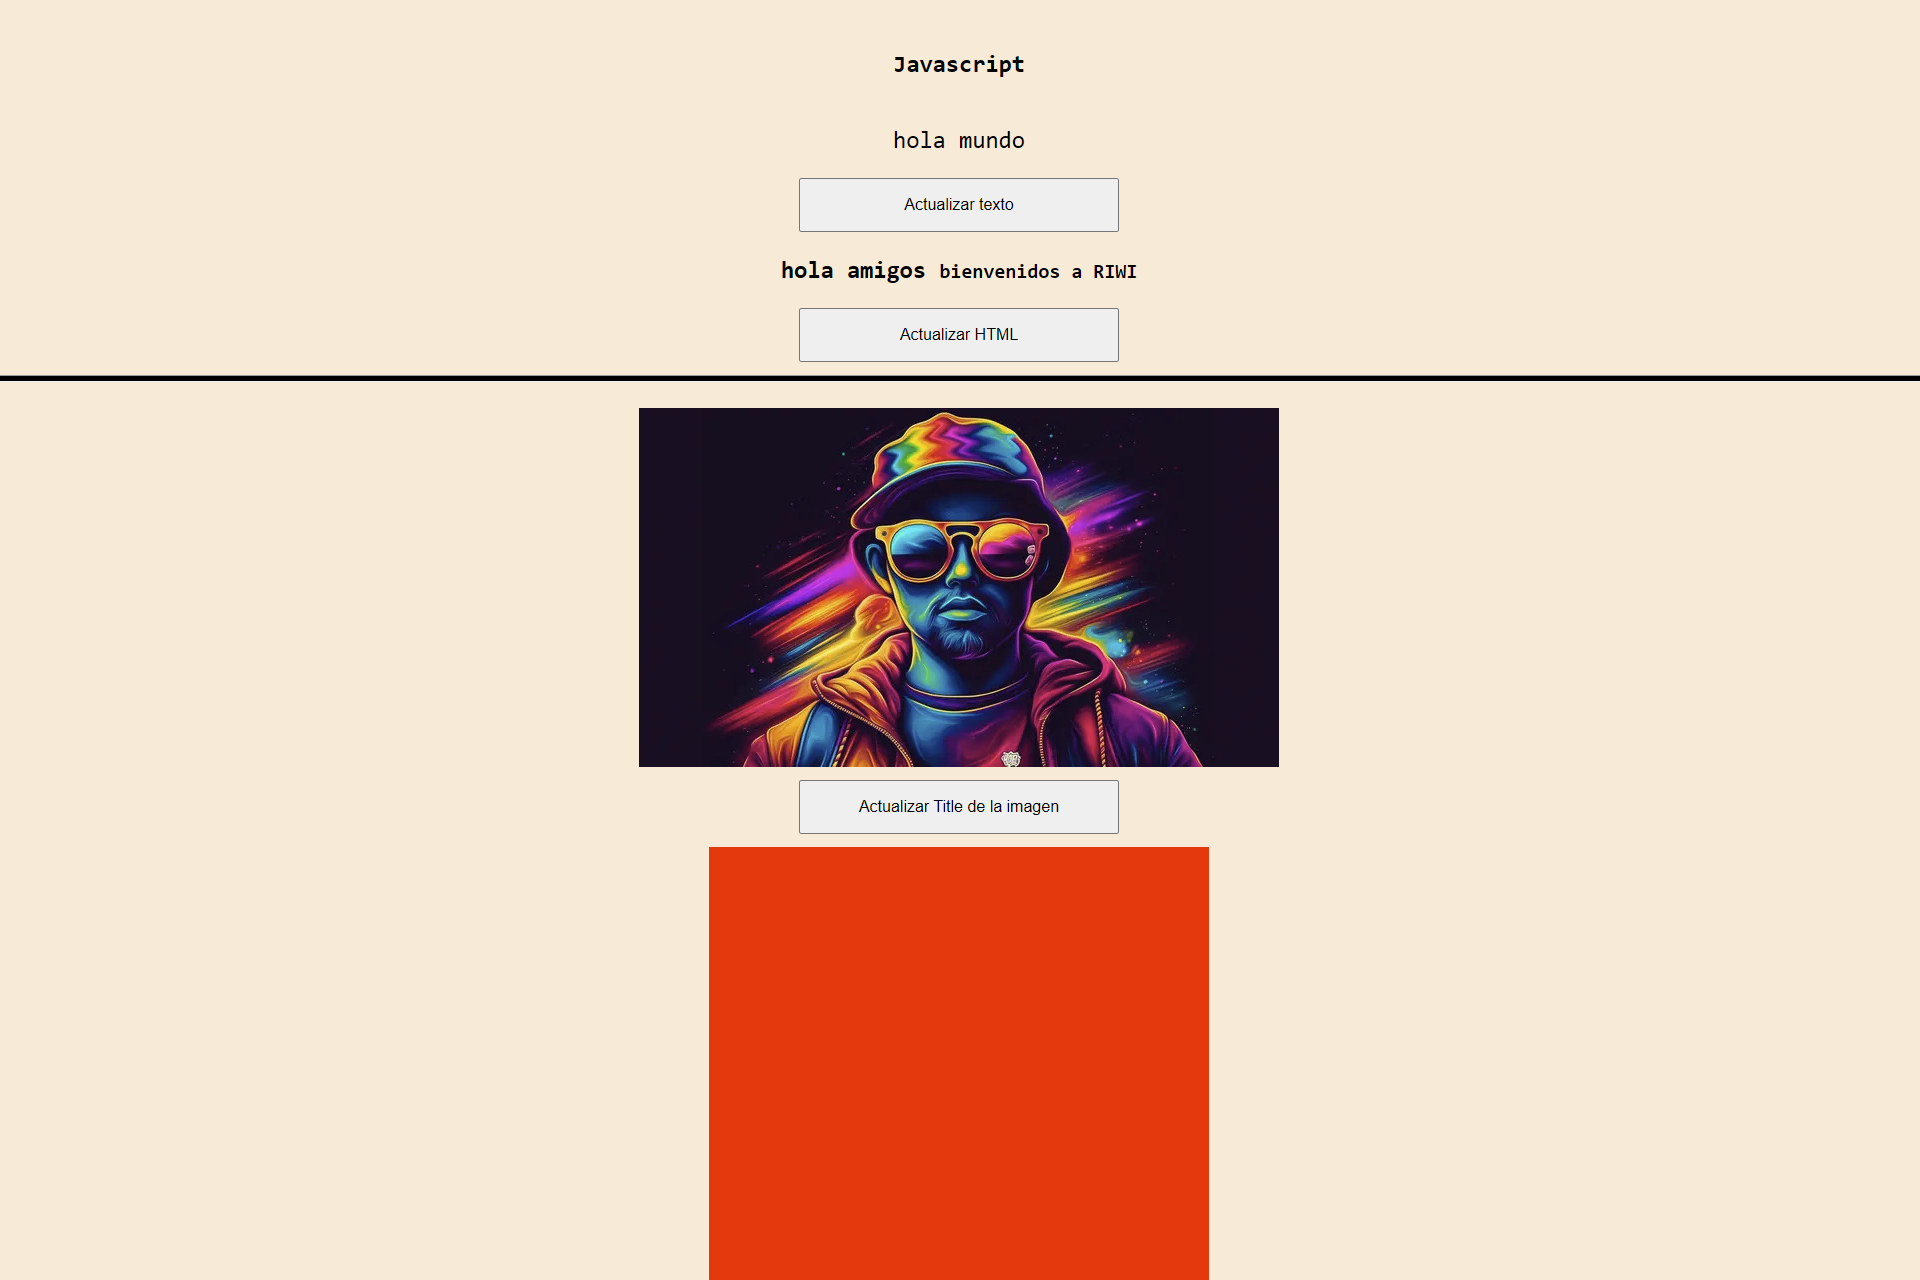 Javascript
hola mundo
Actualizar texto
hola amigos bienvenidos a RIWI
Actualizar HTML
Actualizar Title de la imagen